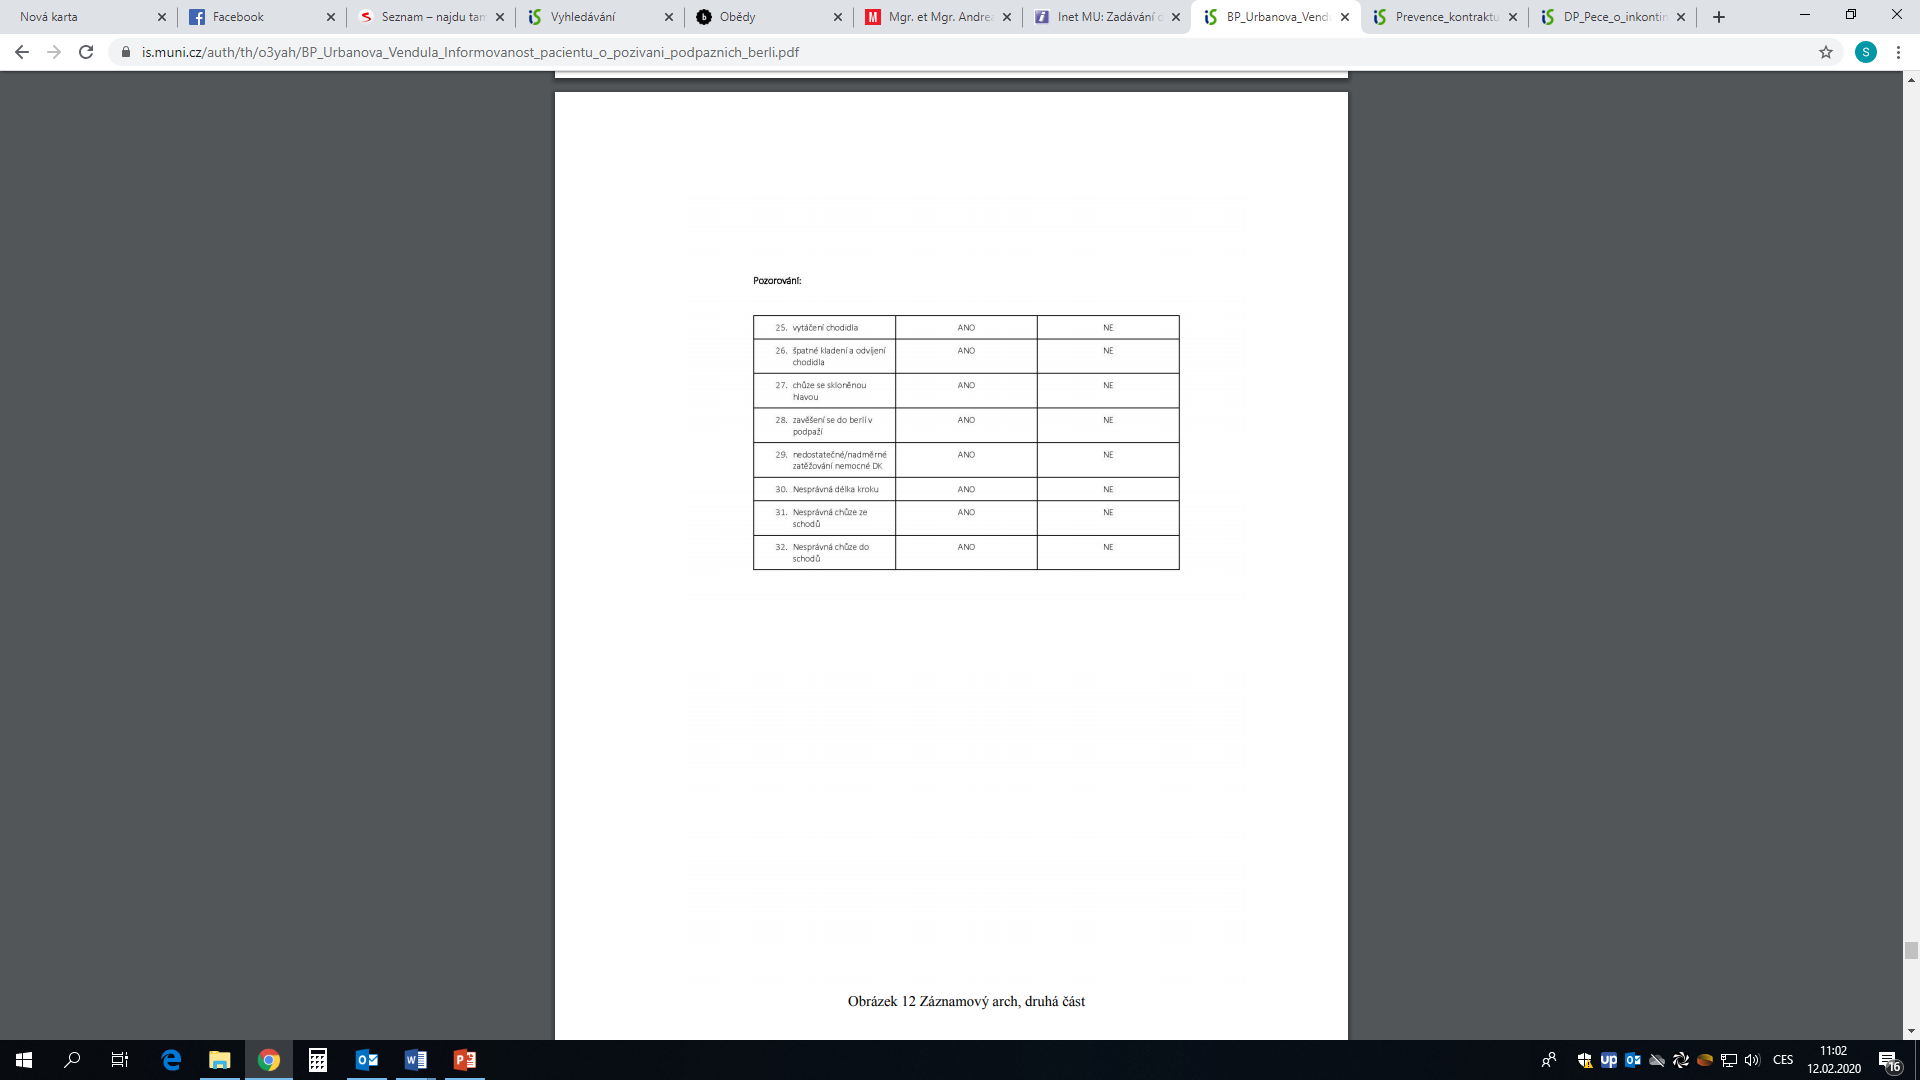 Nová karta
Facebook
Seznam – najdu tam
Vyhledávání
Obědy
Mgr. et Mgr. Andrea
Inet MU: Zadávání
BP_Urbanova_Vend
Prevence_kontraktu
DP_Pece_o_inkontin
is.muni.cz/auth/th/o3yah/BP_Urbanova_Vendula_Informovanost_pacientu_o_pozivani_podpaznich_berli.pdf
S
Pozorování:
25. vytáčení chodidla ANO NE
26. špatné kladení a odvíjení ANO NE
chodidla
27. chůze se skloněnou ANO NE
hlavou
28. zavěšení se do berlí v ANO NE
podpaží
29. nedostatečné/nadměrné ANO NE
zatěžování nemocné DK
30. Nesprávná délka kroku ANO NE
31. Nesprávná chůze ze ANO NE
schodů
32. Nesprávná chůze do ANO NE
schodů
Obrázek 12 Záznamový arch, druhá část
CES
11:02
12.02.2020
16